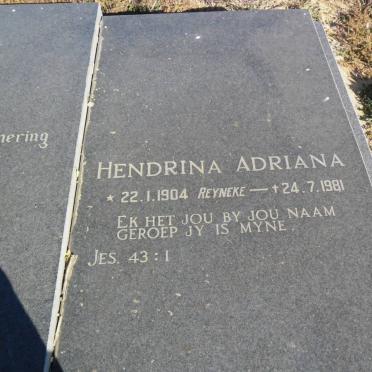 HENDRINA ADRIANA
* 22.1.1904 REYNEKE — †24.7.1981
EK HET JOU BY JOU NAAM
GEROEP JY IS MYNE.
JES. 43:1